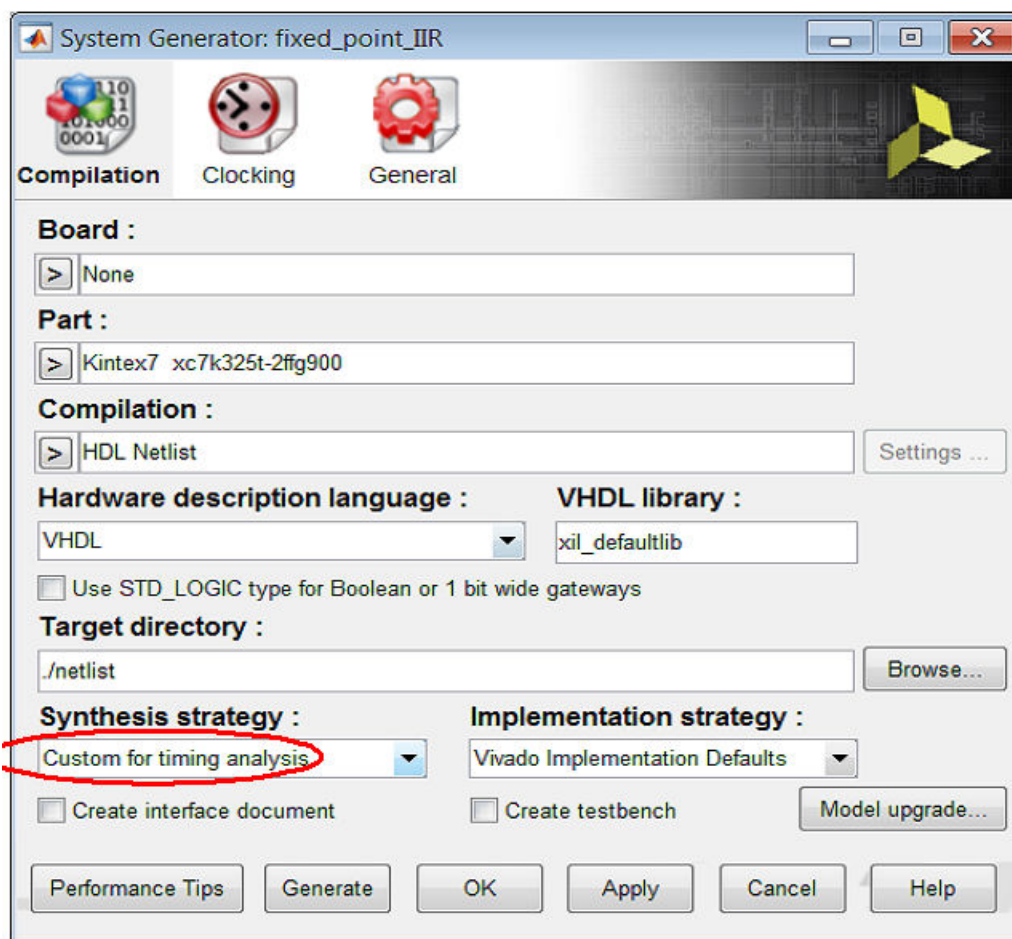 System Generator: fixed_point_IIR
Compilation Clocking General
Board :
> None
Part :
> Kintex7 xc7k325t-2ffg900
Compilation :
> HDL Netlist Settings ...
Hardware description language : VHDL library :
VHDL xil_defaultlib
Use STD_LOGIC type for Boolean or 1 bit wide gateways
Target directory :
./netlist Browse...
Synthesis strategy : Implementation strategy :
Custom for timing analysis Vivado Implementation Defaults
Create interface document Create testbench Model upgrade...
Performance Tips Generate OK Apply Cancel Help